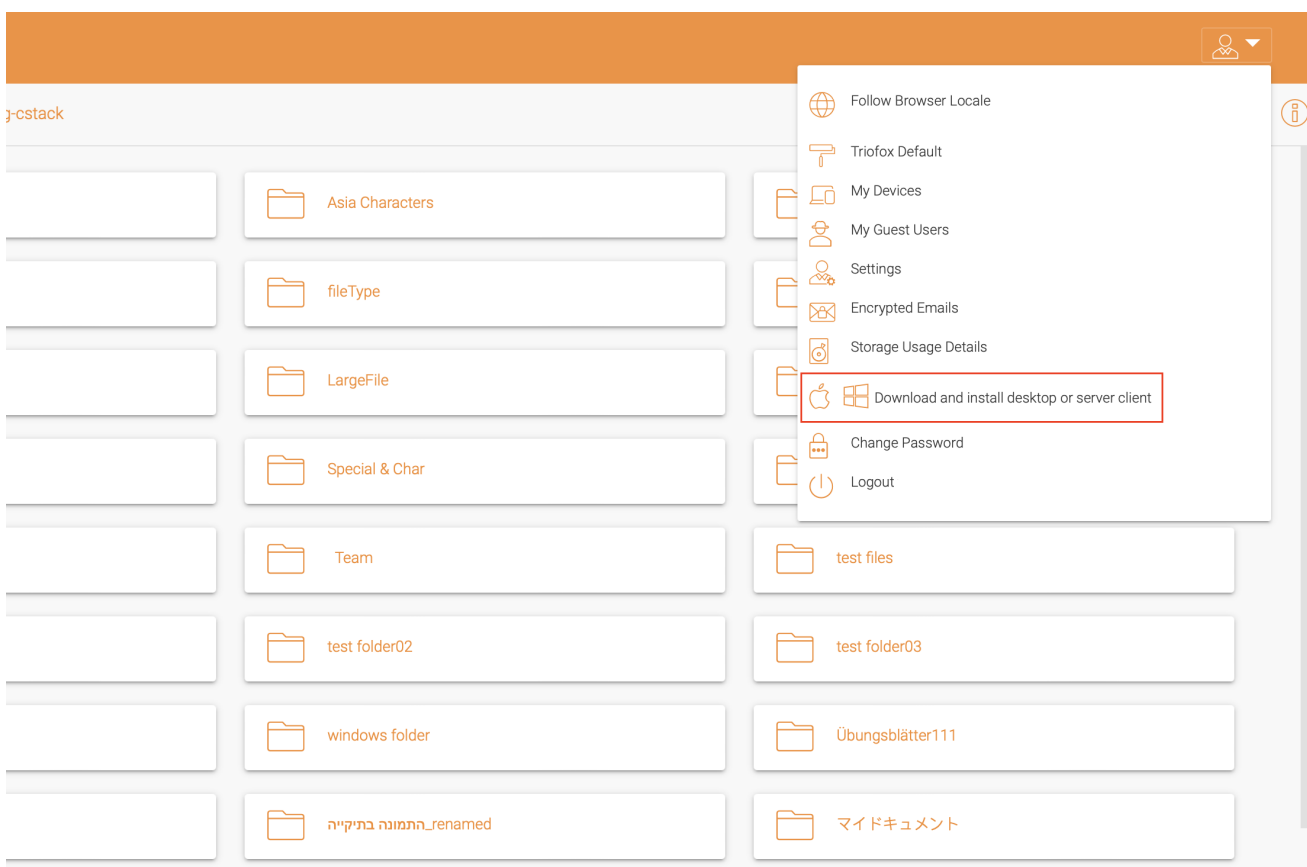 g-cstack
Follow Browser Locale
Triofox Default
My Devices
My Guest Users
Settings
Encrypted Emails
Storage Usage Details
Download and install desktop or server client
Change Password
Logout
Asia Characters
fileType
LargeFile
Special & Char
Team
test files
test folder02
test folder03
windows folder
Übungsblätter111
התמונה בתיקייה_renamed
マイドキュメント